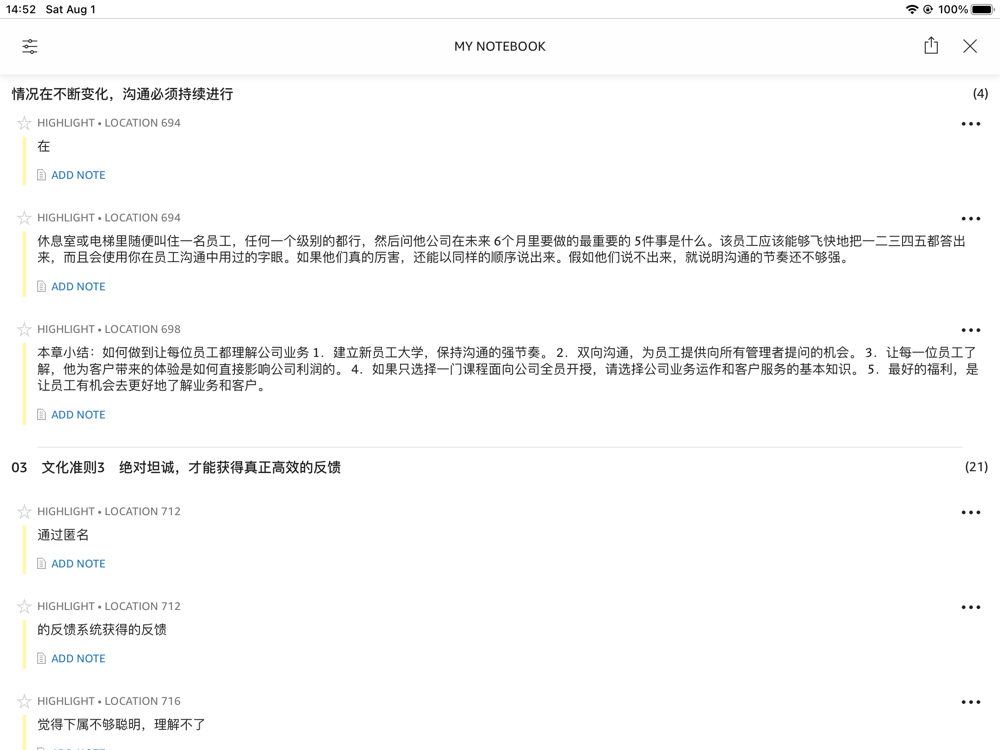 14:52 Sat Aug 1 100%
MY NOTEBOOK
情况在不断变化，沟通必须持续进行 (4)
HIGHLIGHT • LOCATION 694
在
ADD NOTE
HIGHLIGHT • LOCATION 694
休息室或电梯里随便叫住一名员工，任何一个级别的都行，然后问他公司在未来 6个月里要做的最重要的 5件事是什么。该员工应该能够飞快地把一二三四五都答出
来，而且会使用你在员工沟通中用过的字眼。如果他们真的厉害，还能以同样的顺序说出来。假如他们说不出来，就说明沟通的节奏还不够强。
ADD NOTE
HIGHLIGHT • LOCATION 698
本章小结：如何做到让每位员工都理解公司业务 1．建立新员工大学，保持沟通的强节奏。 2．双向沟通，为员工提供向所有管理者提问的机会。 3．让每一位员工了
解，他为客户带来的体验是如何直接影响公司利润的。 4．如果只选择一门课程面向公司全员开授，请选择公司业务运作和客户服务的基本知识。 5．最好的福利，是
让员工有机会去更好地了解业务和客户。
ADD NOTE
03 文化准则3 绝对坦诚，才能获得真正高效的反馈 (21)
HIGHLIGHT • LOCATION 712
通过匿名
ADD NOTE
HIGHLIGHT • LOCATION 712
的反馈系统获得的反馈
ADD NOTE
HIGHLIGHT • LOCATION 716
觉得下属不够聪明，理解不了